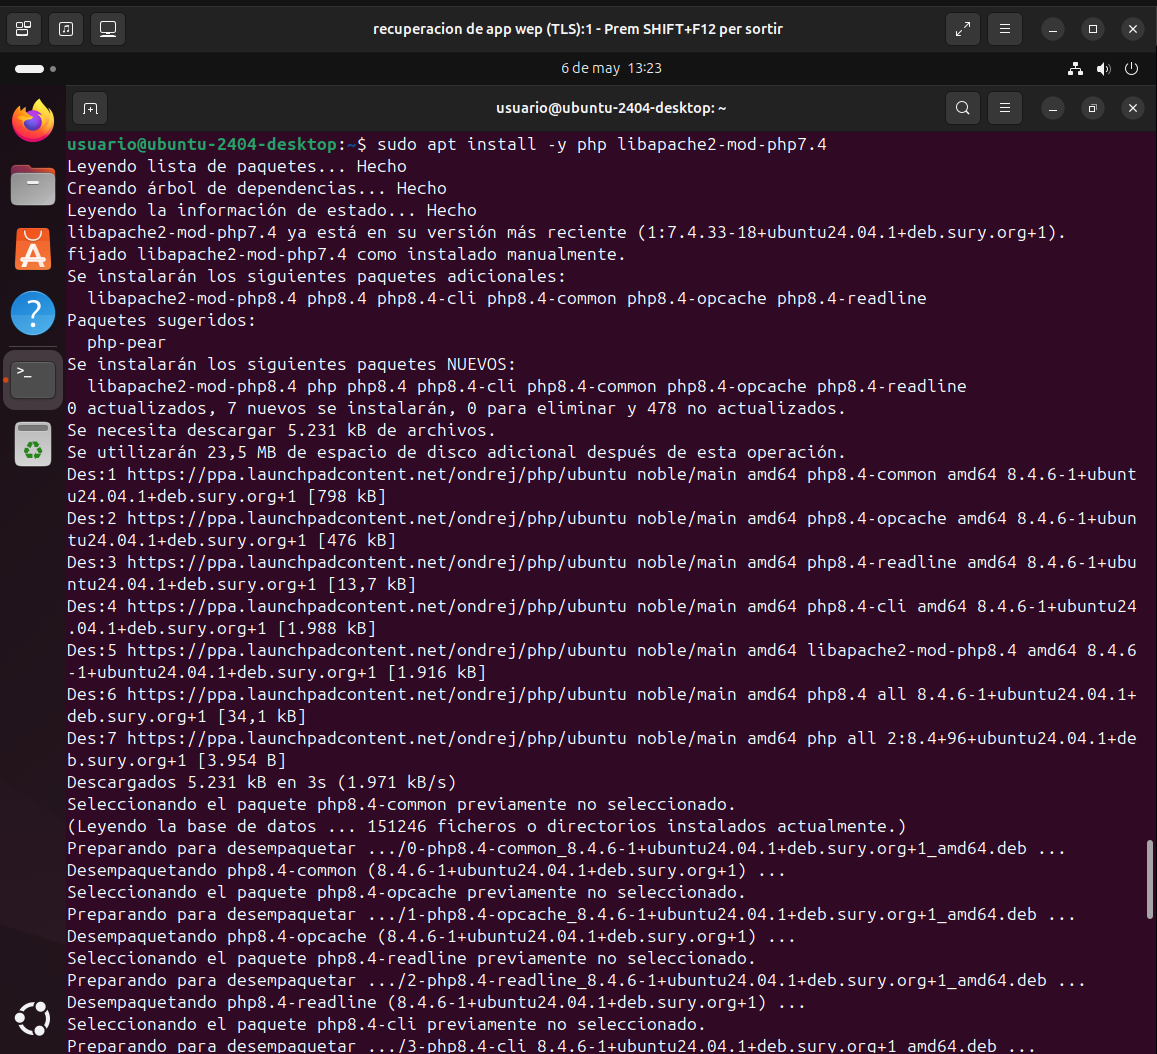 recuperacion de app wep (TLS):1 - Prem SHIFT+F12 per sortir
6 de may 13:23
usuario@ubuntu-2404-desktop: ~
usuario@ubuntu-2404-desktop:~$ sudo apt install -y php libapache2-mod-php7.4
Leyendo lista de paquetes... Hecho
Creando árbol de dependencias... Hecho
Leyendo la información de estado... Hecho
libapache2-mod-php7.4 ya está en su versión más reciente (1:7.4.33-18+ubuntu24.04.1+deb.sury.org+1).
fijado libapache2-mod-php7.4 como instalado manualmente.
Se instalarán los siguientes paquetes adicionales:
  libapache2-mod-php8.4 php8.4 php8.4-cli php8.4-common php8.4-opcache php8.4-readline
Paquetes sugeridos:
  php-pear
Se instalarán los siguientes paquetes NUEVOS:
  libapache2-mod-php8.4 php php8.4 php8.4-cli php8.4-common php8.4-opcache php8.4-readline
0 actualizados, 7 nuevos se instalarán, 0 para eliminar y 478 no actualizados.
Se necesita descargar 5.231 kB de archivos.
Se utilizarán 23,5 MB de espacio de disco adicional después de esta operación.
Des:1 https://ppa.launchpadcontent.net/ondrej/php/ubuntu noble/main amd64 php8.4-common amd64 8.4.6-1+ubunt
u24.04.1+deb.sury.org+1 [798 kB]
Des:2 https://ppa.launchpadcontent.net/ondrej/php/ubuntu noble/main amd64 php8.4-opcache amd64 8.4.6-1+ubun
tu24.04.1+deb.sury.org+1 [476 kB]
Des:3 https://ppa.launchpadcontent.net/ondrej/php/ubuntu noble/main amd64 php8.4-readline amd64 8.4.6-1+ubu
ntu24.04.1+deb.sury.org+1 [13,7 kB]
Des:4 https://ppa.launchpadcontent.net/ondrej/php/ubuntu noble/main amd64 php8.4-cli amd64 8.4.6-1+ubuntu24
.04.1+deb.sury.org+1 [1.988 kB]
Des:5 https://ppa.launchpadcontent.net/ondrej/php/ubuntu noble/main amd64 libapache2-mod-php8.4 amd64 8.4.6
-1+ubuntu24.04.1+deb.sury.org+1 [1.916 kB]
Des:6 https://ppa.launchpadcontent.net/ondrej/php/ubuntu noble/main amd64 php8.4 all 8.4.6-1+ubuntu24.04.1+
deb.sury.org+1 [34,1 kB]
Des:7 https://ppa.launchpadcontent.net/ondrej/php/ubuntu noble/main amd64 php all 2:8.4+96+ubuntu24.04.1+de
b.sury.org+1 [3.954 B]
Descargados 5.231 kB en 3s (1.971 kB/s)
Seleccionando el paquete php8.4-common previamente no seleccionado.
(Leyendo la base de datos ... 151246 ficheros o directorios instalados actualmente.)
Preparando para desempaquetar .../0-php8.4-common_8.4.6-1+ubuntu24.04.1+deb.sury.org+1_amd64.deb ...
Desempaquetando php8.4-common (8.4.6-1+ubuntu24.04.1+deb.sury.org+1) ...
Seleccionando el paquete php8.4-opcache previamente no seleccionado.
Preparando para desempaquetar .../1-php8.4-opcache_8.4.6-1+ubuntu24.04.1+deb.sury.org+1_amd64.deb ...
Desempaquetando php8.4-opcache (8.4.6-1+ubuntu24.04.1+deb.sury.org+1) ...
Seleccionando el paquete php8.4-readline previamente no seleccionado.
Preparando para desempaquetar .../2-php8.4-readline_8.4.6-1+ubuntu24.04.1+deb.sury.org+1_amd64.deb ...
Desempaquetando php8.4-readline (8.4.6-1+ubuntu24.04.1+deb.sury.org+1) ...
Seleccionando el paquete php8.4-cli previamente no seleccionado.
Preparando para desempaquetar .../3-php8.4-cli_8.4.6-1+ubuntu24.04.1+deb.sury.org+1_amd64.deb ...